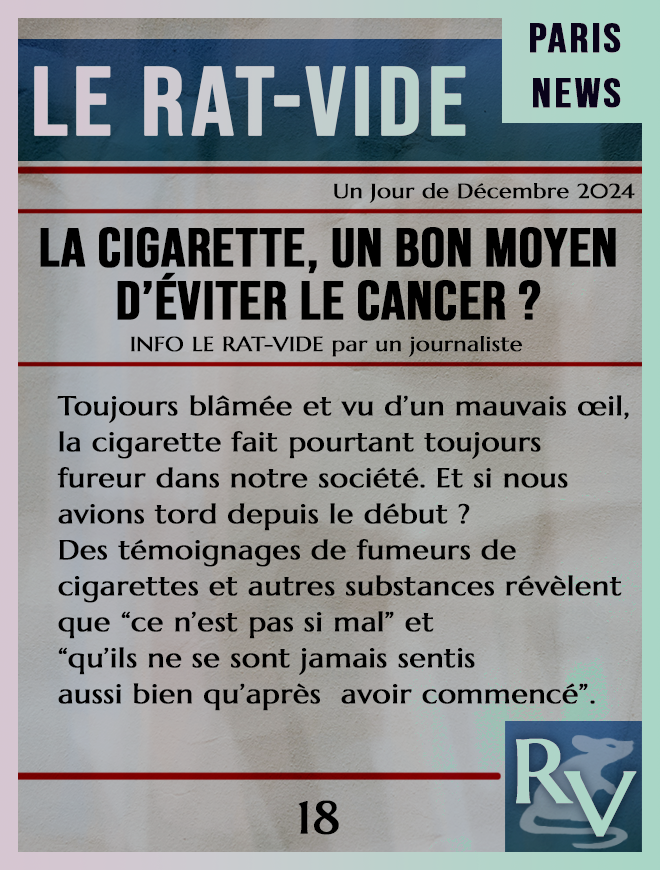 PARIS
NEWS
LE RAT-VIDE
Un Jour de Décembre 2024
LA CIGARETTE, UN BON MOYEN
D'ÉVITER LE CANCER ?
INFO LE RAT-VIDE par un journaliste
Toujours blâmée et vu d'un mauvais œil,
la cigarette fait pourtant toujours
fureur dans notre société. Et si nous
avions tord depuis le début ?
Des témoignages de fumeurs de
cigarettes et autres substances révèlent
que “ce n'est pas si mal” et
“qu'ils ne se sont jamais sentis
aussi bien qu'après  avoir commencé”.
18
RV